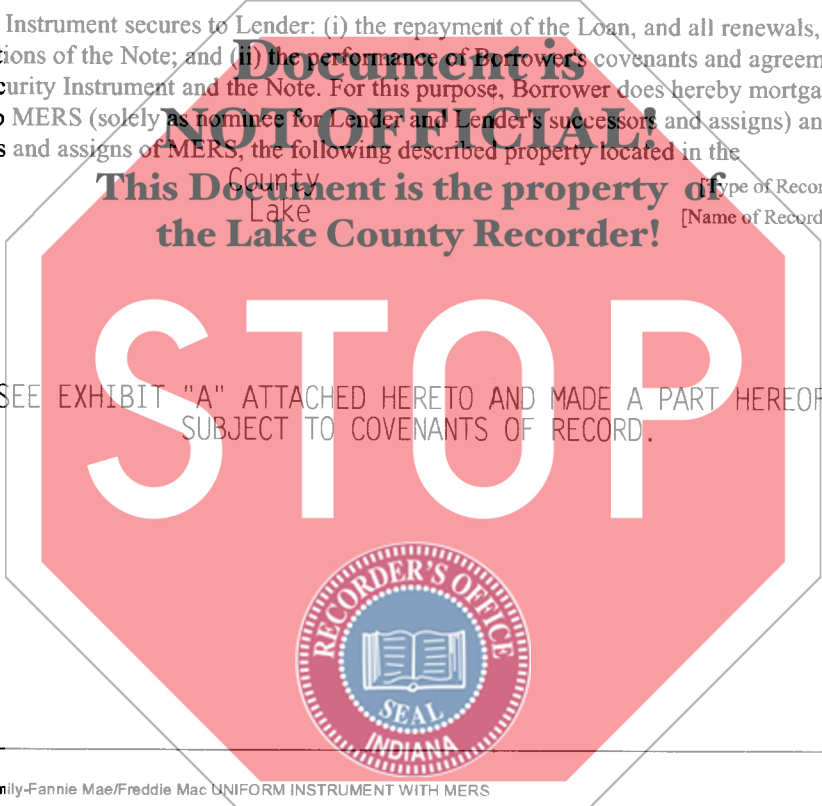 Instrument secures to Lender: (i) the repayment of the Loan, and all renewals,
tions of the Note; and (ii) the performance of Borrower's covenants and agreem
curity Instrument and the Note. For this purpose, Borrower does hereby mortga
o MERS (solely as nominee for Lender and Lender's successors and assigns) an
s and assigns of MERS, the following described property located in the
County [Type of Recor
Lake [Name of Record
Document is
NOT OFFICIAL!
This Document is the property of
the Lake County Recorder!
STOP
SEE EXHIBIT "A" ATTACHED HERETO AND MADE A PART HEREOF
SUBJECT TO COVENANTS OF RECORD.
RECORDER'S OFFICE
SEAL
INDIANA
mily-Fannie Mae/Freddie Mac UNIFORM INSTRUMENT WITH MERS